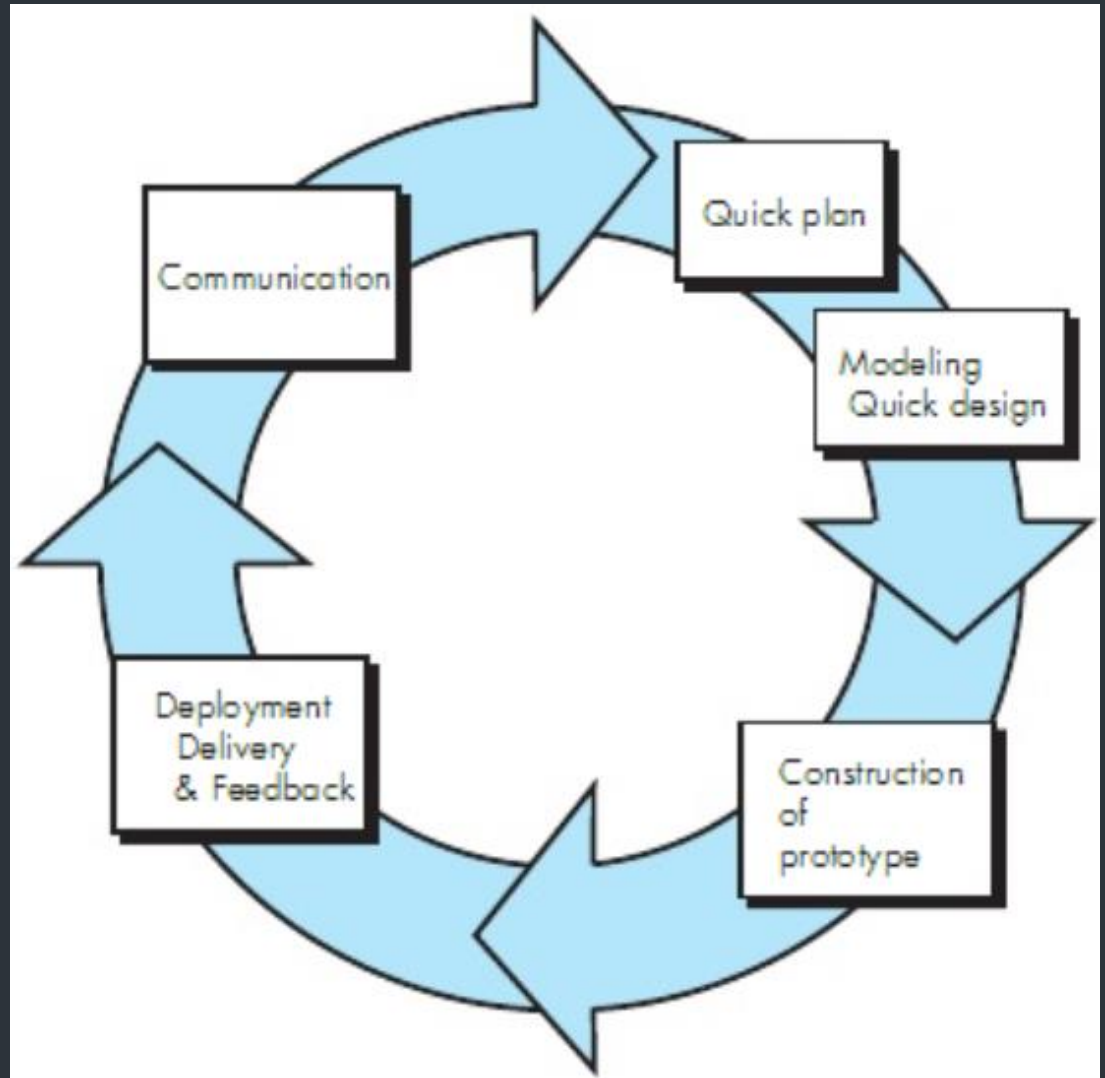 Communication
Quick plan
Modeling
Quick design
Construction
of
prototype
Deployment
Delivery
& Feedback